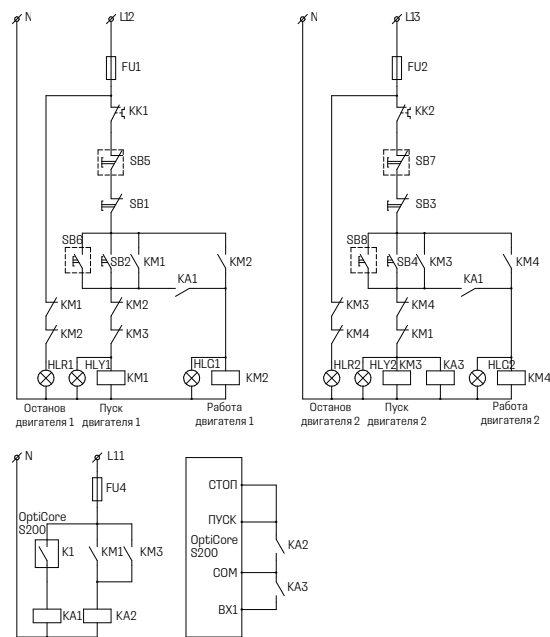 N L12 N L13
FU1 FU2
KK1 KK2
SB5 SB7
SB1 SB3
SB6 SB8
SB2 KM1 KM2 SB4 KM3 KM4
KA1 KA1
KM1 KM2 KM3 KM4
KM2 KM3 KM4 KM1
HLR1 HLY1 HLG1 HLR2 HLY2 KM3 KA3 HLG2
KM1 KM2 KM4
Останов Пуск Работа Останов Пуск Работа
двигателя 1 двигателя 1 двигателя 1 двигателя 2 двигателя 2 двигателя 2
N L11
FU4
СТОП
OptiCore
S200
ПУСК
OptiCore
S200
K1 KM1 KM3 KA2
COM
KA3
BX1
KA1 KA2